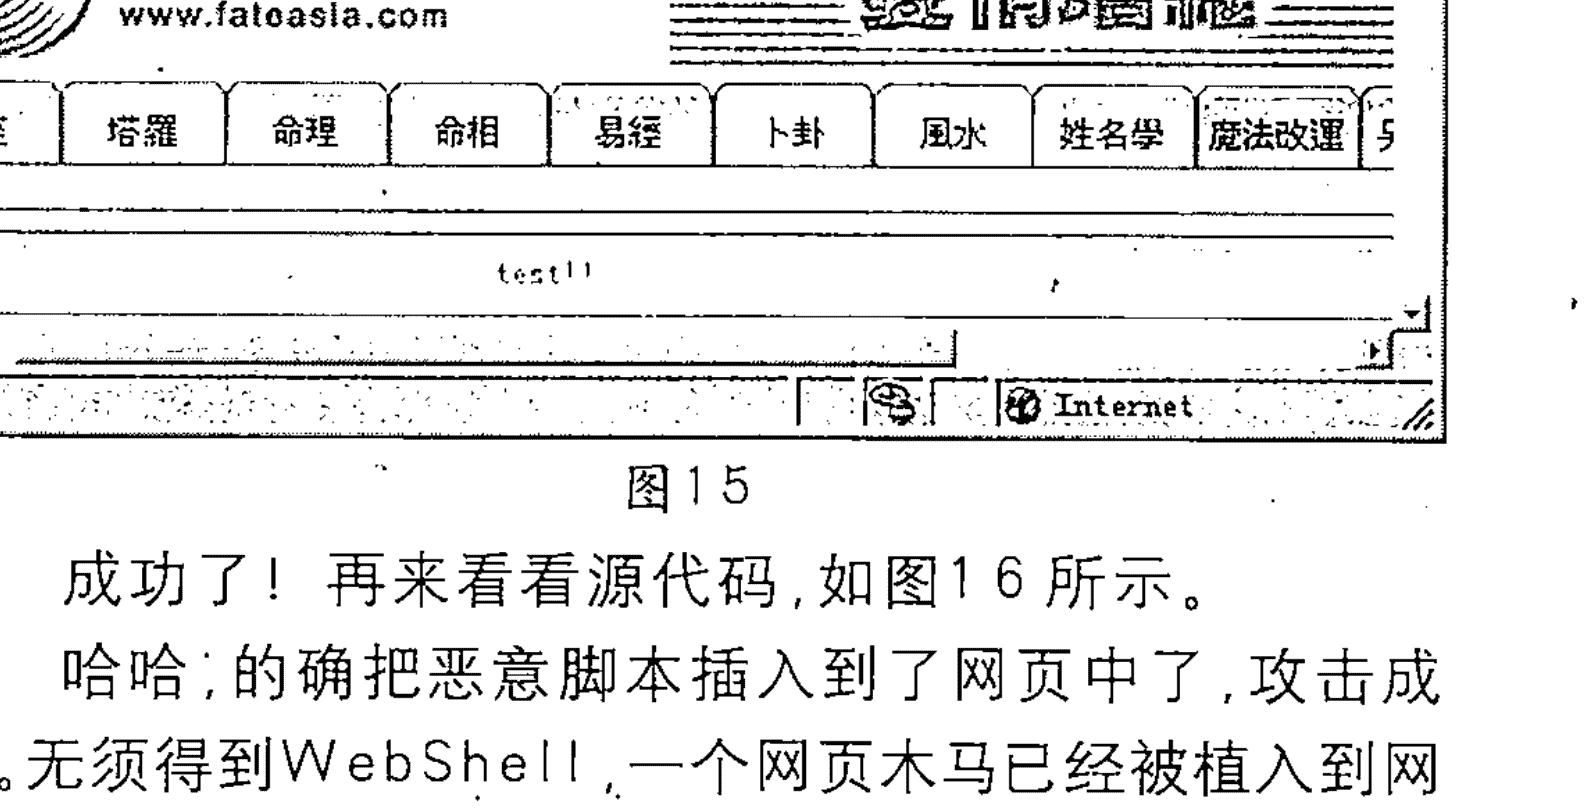 www.fatoasia.com
塔羅 命理 命相 易經 卜卦 風水 姓名學 魔法改運
test11
Internet
图15
成功了! 再来看看源代码,如图16所示。
哈哈;的确把恶意脚本插入到了网页中了,攻击成
。无须得到WebShell,一个网页木马已经被植入到网